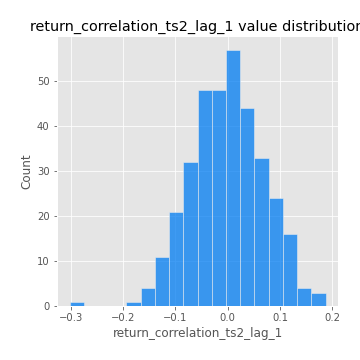 return_correlation_ts2_lag_1 value distribution
Count
50
40
30
20
10
0
−0.3 −0.2 −0.1 0.0 0.1 0.2
return_correlation_ts2_lag_1